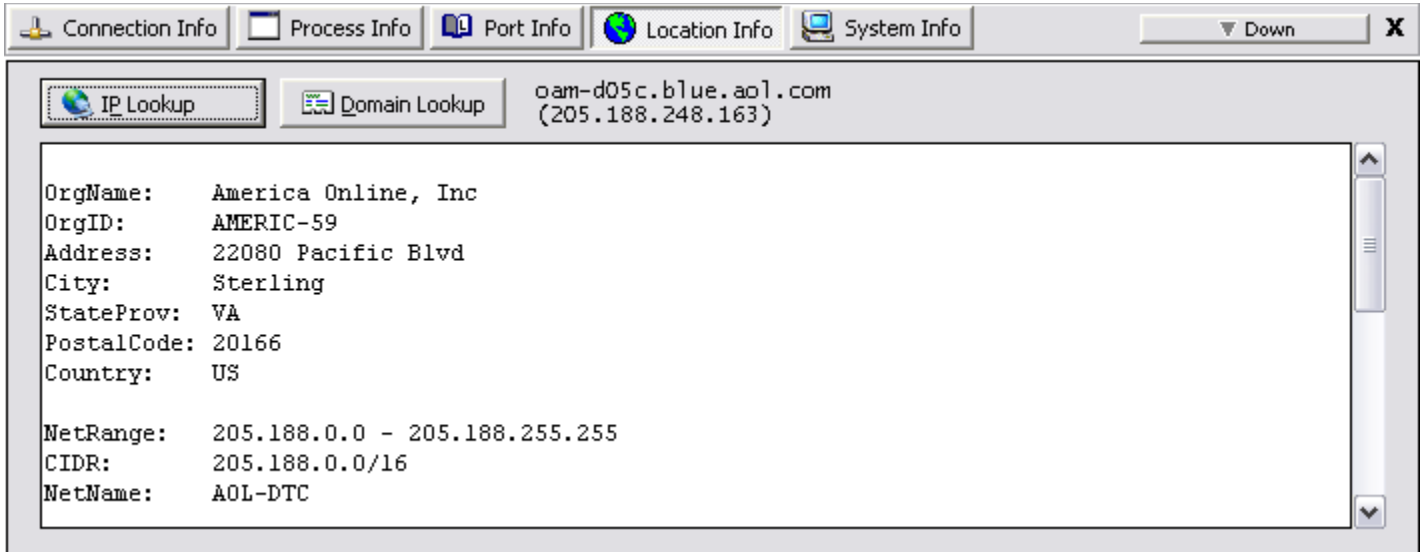 Connection Info Process Info Port Info Location Info System Info Down X
IP Lookup Domain Lookup oam-d05c.blue.aol.com
(205.188.248.163)
OrgName: America Online, Inc
OrgID: AMERIC-59
Address: 22080 Pacific Blvd
City: Sterling
StateProv: VA
PostalCode: 20166
Country: US
NetRange: 205.188.0.0 - 205.188.255.255
CIDR: 205.188.0.0/16
NetName: AOL-DTC